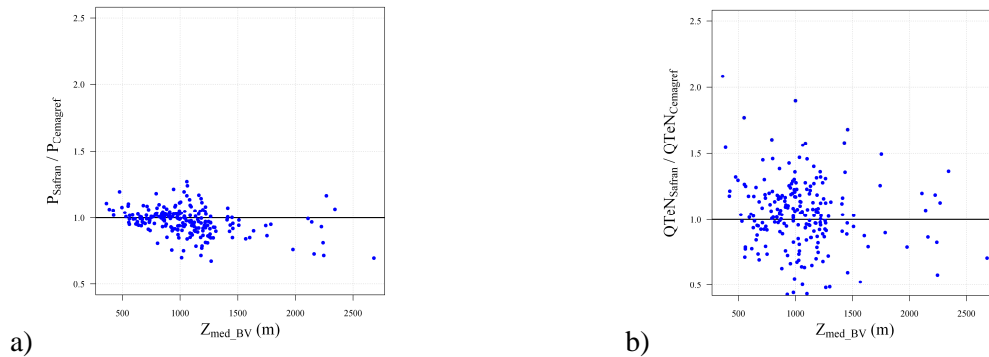 2.5
2.0
1.5
1.0
0.5
P_Safran / P_Cemagref
500 1000 1500 2000 2500
Z_med_BV (m)
a)
2.5
2.0
1.5
1.0
0.5
QTeN_Safran / QTeN_Cemagref
500 1000 1500 2000 2500
Z_med_BV (m)
b)